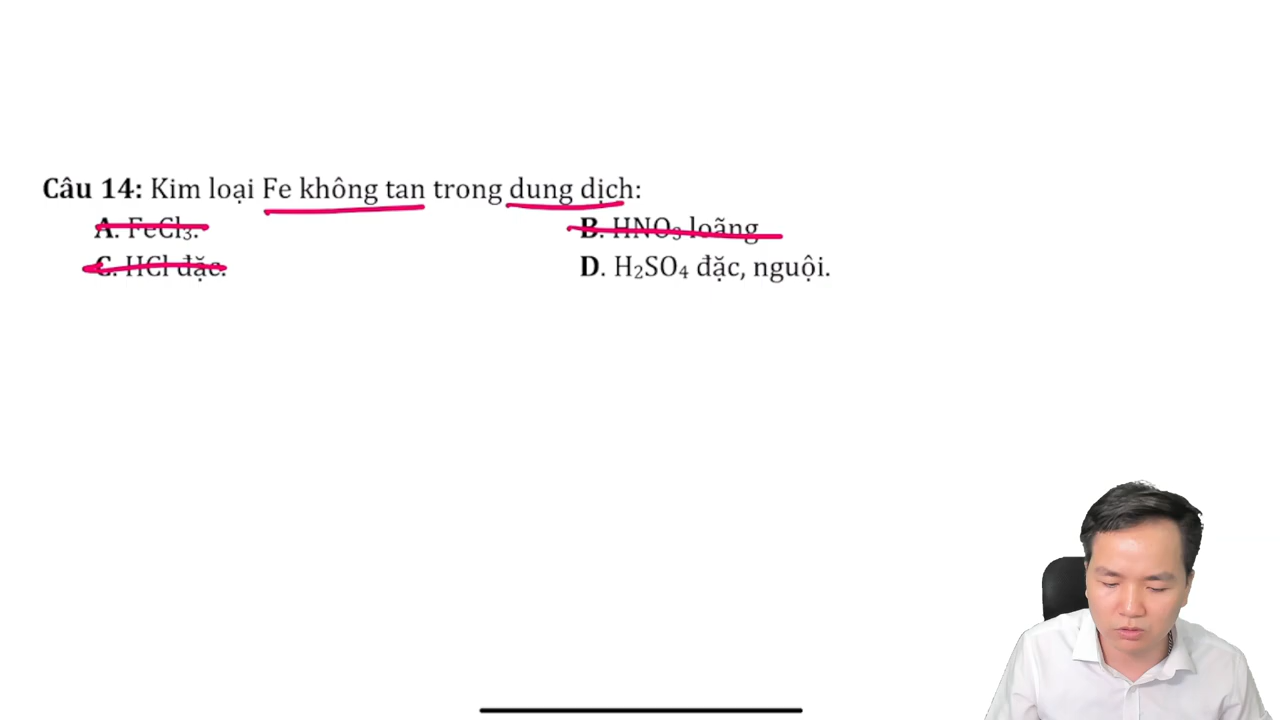 Câu 14: Kim loại Fe không tan trong dung dịch:
A. FeCl₃. B. HNO₃ loãng
C. HCl đặc. D. H₂SO₄ đặc, nguội.